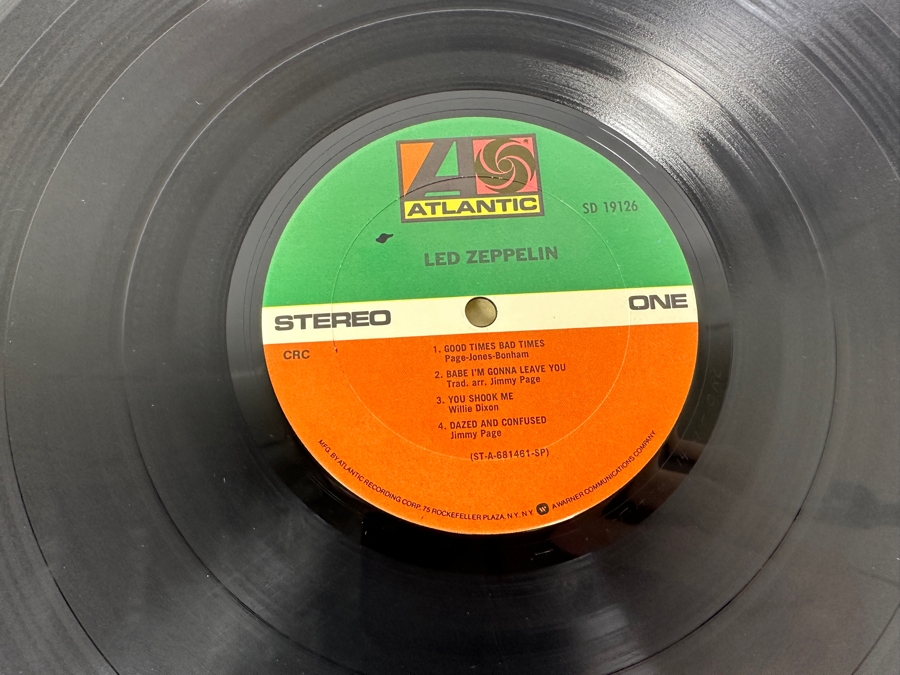 ATLANTIC
SD 19126
LED ZEPPELIN
STEREO
ONE
CRC
1. GOOD TIMES BAD TIMES
Page-Jones-Bonham
2. BABE I'M GONNA LEAVE YOU
Trad. arr. Jimmy Page
3. YOU SHOOK ME
Willie Dixon
4. DAZED AND CONFUSED
Jimmy Page
(ST-A-681461-SP)
MFG. BY ATLANTIC RECORDING CORP. 75 ROCKEFELLER PLAZA, N.Y. N.Y. W A WARNER COMMUNICATIONS COMPANY